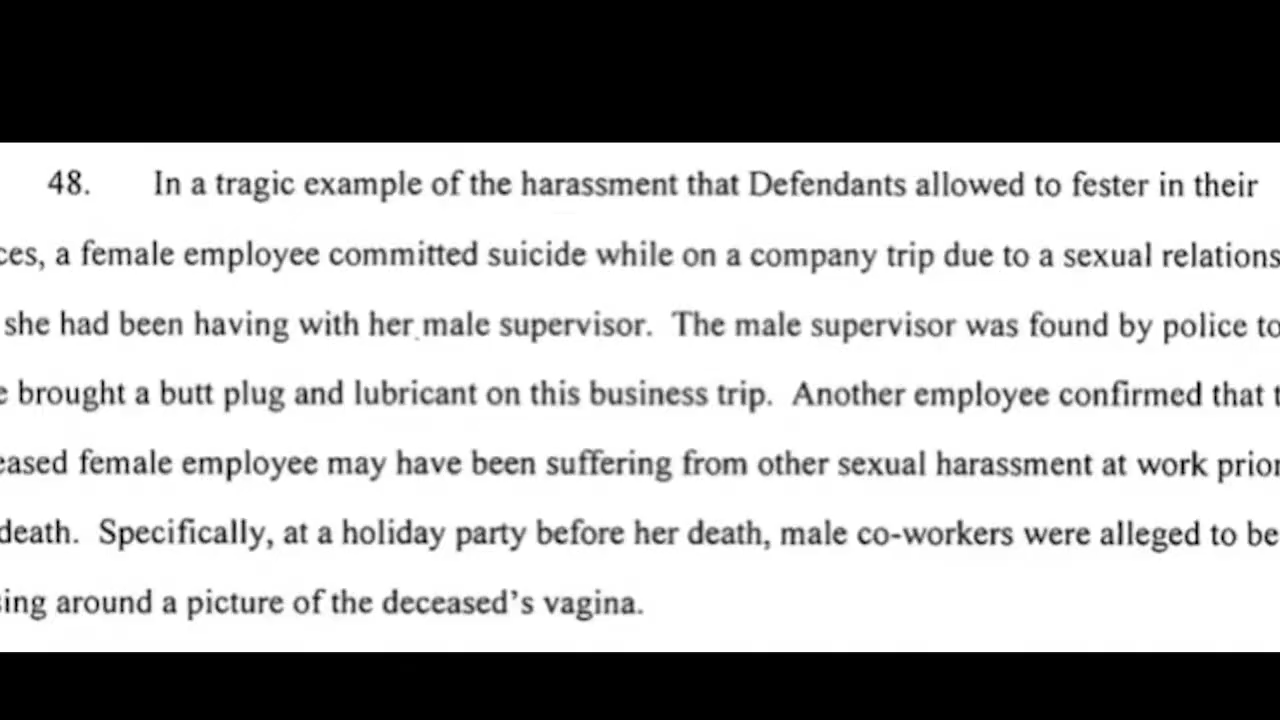 48. In a tragic example of the harassment that Defendants allowed to fester in their
ces, a female employee committed suicide while on a company trip due to a sexual relations
she had been having with her male supervisor. The male supervisor was found by police to
e brought a butt plug and lubricant on this business trip. Another employee confirmed that t
eased female employee may have been suffering from other sexual harassment at work prior
death. Specifically, at a holiday party before her death, male co-workers were alleged to be
ing around a picture of the deceased's vagina.